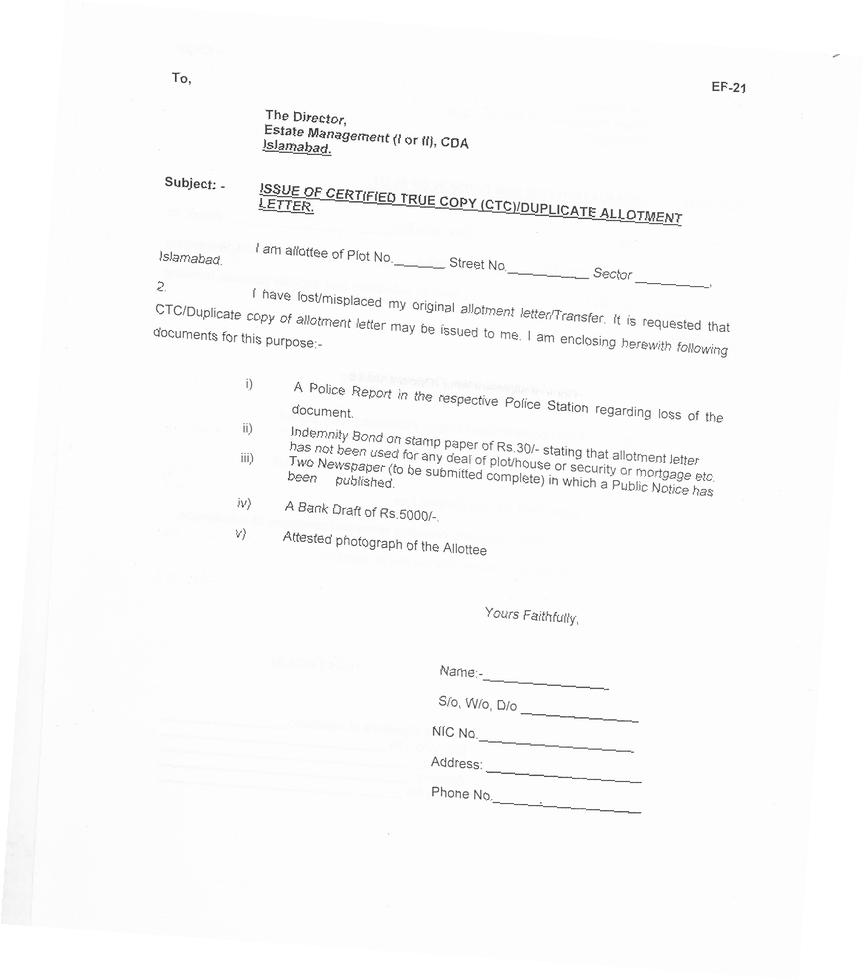 To,
EF-21
The Director,
Estate Management (I or II), CDA
Islamabad.
Subject: - ISSUE OF CERTIFIED TRUE COPY (CTC)/DUPLICATE ALLOTMENT
LETTER.
I am allottee of Plot No.______ Street No.__________ Sector _________,
Islamabad.
2. I have lost/misplaced my original allotment letter/Transfer. It is requested that
CTC/Duplicate copy of allotment letter may be issued to me. I am enclosing herewith following
documents for this purpose:-
i) A Police Report in the respective Police Station regarding loss of the
document.
ii) Indemnity Bond on stamp paper of Rs.30/- stating that allotment letter
has not been used for any deal of plot/house or security or mortgage etc.
iii) Two Newspaper (to be submitted complete) in which a Public Notice has
been published.
iv) A Bank Draft of Rs.5000/-.
v) Attested photograph of the Allottee
Yours Faithfully,
Name:-_______________
S/o, W/o, D/o ______________
NIC No.___________________
Address: ___________________
Phone No.__________________